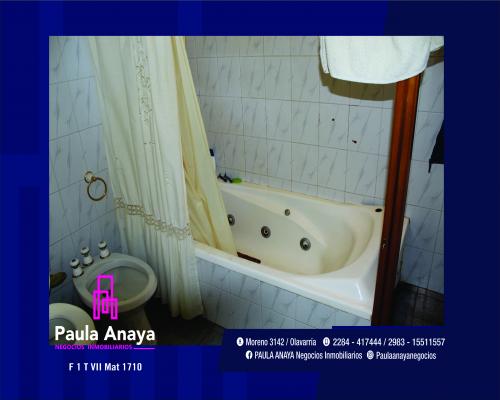 Paula Anaya
NEGOCIOS INMOBILIARIOS
F 1 T VII Mat 1710
Moreno 3142 / Olavarría 2284 - 417444 / 2983 - 15511557
PAULA ANAYA Negocios Inmobiliarios Paulaanayanegocios